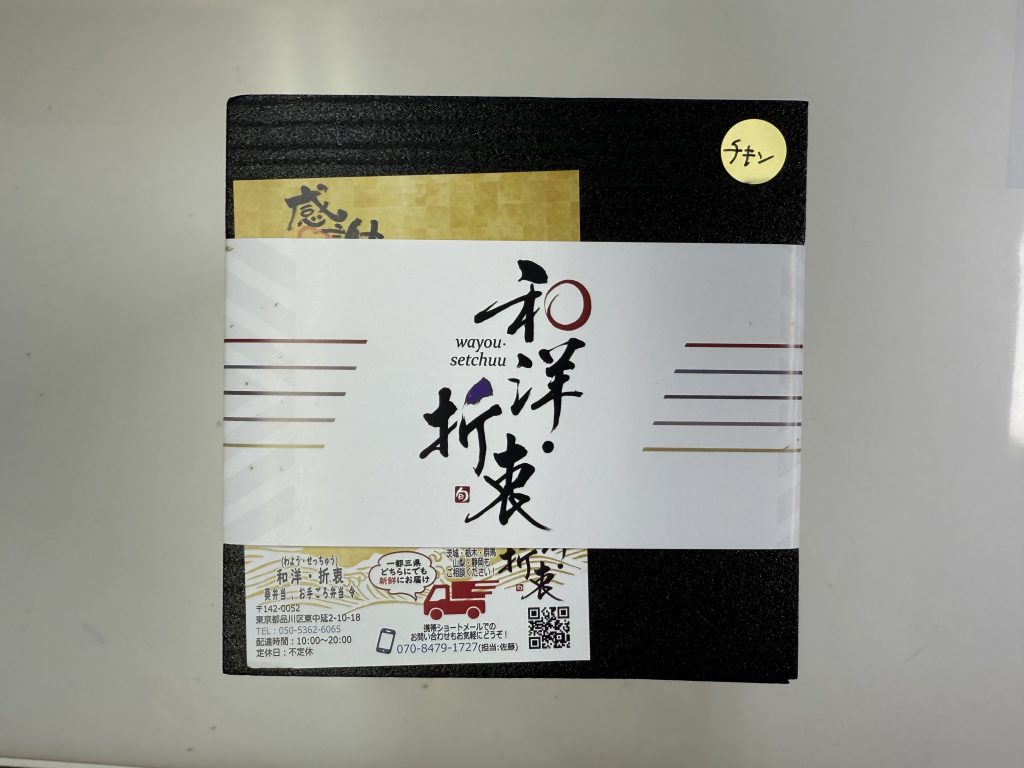 チキン
感謝
和洋・折衷
wayou・
setchuu
旬
(わよう・せっちゅう)
和洋・折衷
葵弁当、お手ごろ弁当 令
〒142-0052
東京都品川区東中延2-10-18
TEL：050-5362-6065
配達時間：10:00～20:00
定休日：不定休
一都三県
どちらにでも
新鮮にお届け
茨城・栃木・群馬
山梨・静岡も
ご相談ください！
折衷
携帯ショートメールでの
お問い合わせもお気軽にどうぞ！
070-8479-1727(担当:佐藤)